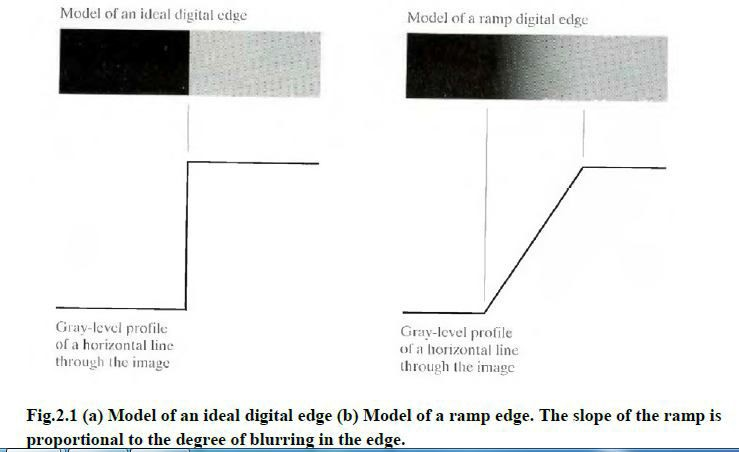 Model of an ideal digital edge
Model of a ramp digital edge
Gray-level profile
of a horizontal line
through the image
Gray-level profile
of a horizontal line
through the image
Fig.2.1 (a) Model of an ideal digital edge (b) Model of a ramp edge. The slope of the ramp is
proportional to the degree of blurring in the edge.